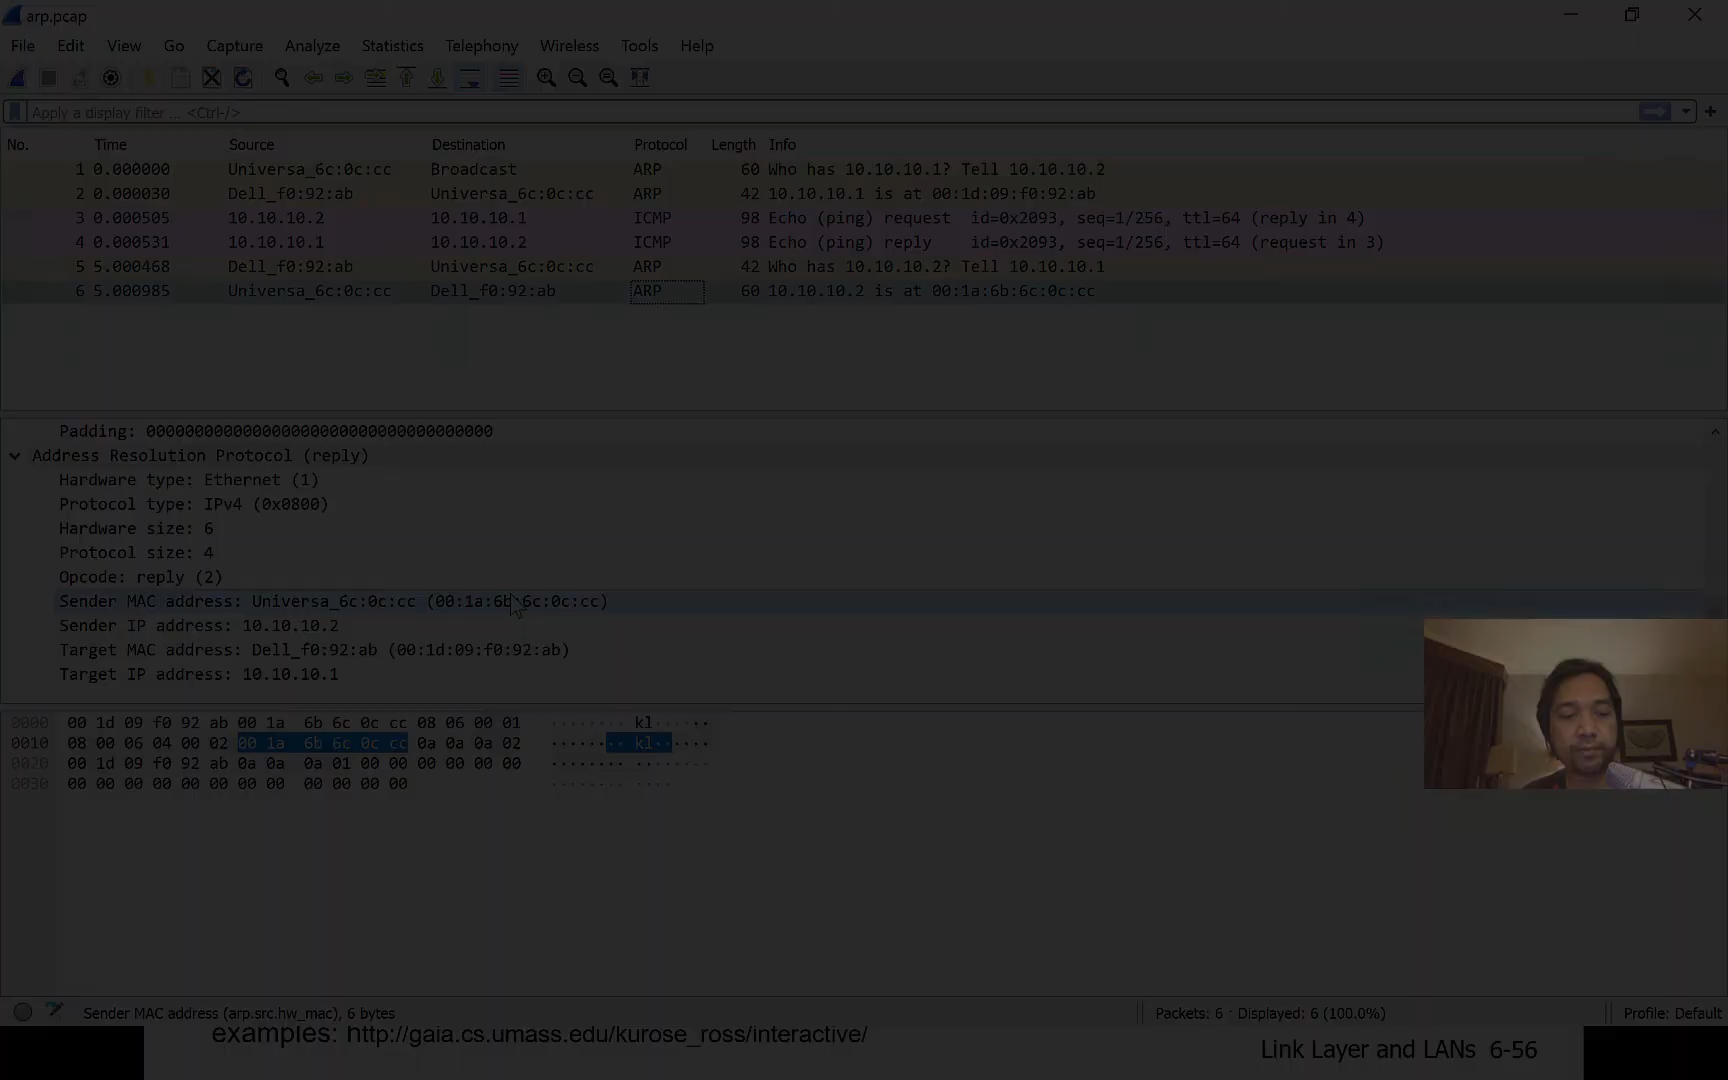 arp.pcap
File Edit View Go Capture Analyze Statistics Telephony Wireless Tools Help
Apply a display filter ... <Ctrl-/>
No. Time Source Destination Protocol Length Info
1 0.000000 Universa_6c:0c:cc Broadcast ARP 60 Who has 10.10.10.1? Tell 10.10.10.2
2 0.000030 Dell_f0:92:ab Universa_6c:0c:cc ARP 42 10.10.10.1 is at 00:1d:09:f0:92:ab
3 0.000505 10.10.10.2 10.10.10.1 ICMP 98 Echo (ping) request id=0x2093, seq=1/256, ttl=64 (reply in 4)
4 0.000531 10.10.10.1 10.10.10.2 ICMP 98 Echo (ping) reply id=0x2093, seq=1/256, ttl=64 (request in 3)
5 5.000468 Dell_f0:92:ab Universa_6c:0c:cc ARP 42 Who has 10.10.10.2? Tell 10.10.10.1
6 5.000985 Universa_6c:0c:cc Dell_f0:92:ab ARP 60 10.10.10.2 is at 00:1a:6b:6c:0c:cc
Padding: 000000000000000000000000000000000000
Address Resolution Protocol (reply)
Hardware type: Ethernet (1)
Protocol type: IPv4 (0x0800)
Hardware size: 6
Protocol size: 4
Opcode: reply (2)
Sender MAC address: Universa_6c:0c:cc (00:1a:6b:6c:0c:cc)
Sender IP address: 10.10.10.2
Target MAC address: Dell_f0:92:ab (00:1d:09:f0:92:ab)
Target IP address: 10.10.10.1
0000 00 1d 09 f0 92 ab 00 1a 6b 6c 0c cc 08 06 00 01 ········kl······
0010 08 00 06 04 00 02 00 1a 6b 6c 0c cc 0a 0a 0a 02 ········kl······
0020 00 1d 09 f0 92 ab 0a 0a 0a 01 00 00 00 00 00 00 ················
0030 00 00 00 00 00 00 00 00 00 00 00 00 ············
Sender MAC address (arp.src.hw_mac), 6 bytes Packets: 6 · Displayed: 6 (100.0%) Profile: Default
examples: http://gaia.cs.umass.edu/kurose_ross/interactive/
Link Layer and LANs 6-56